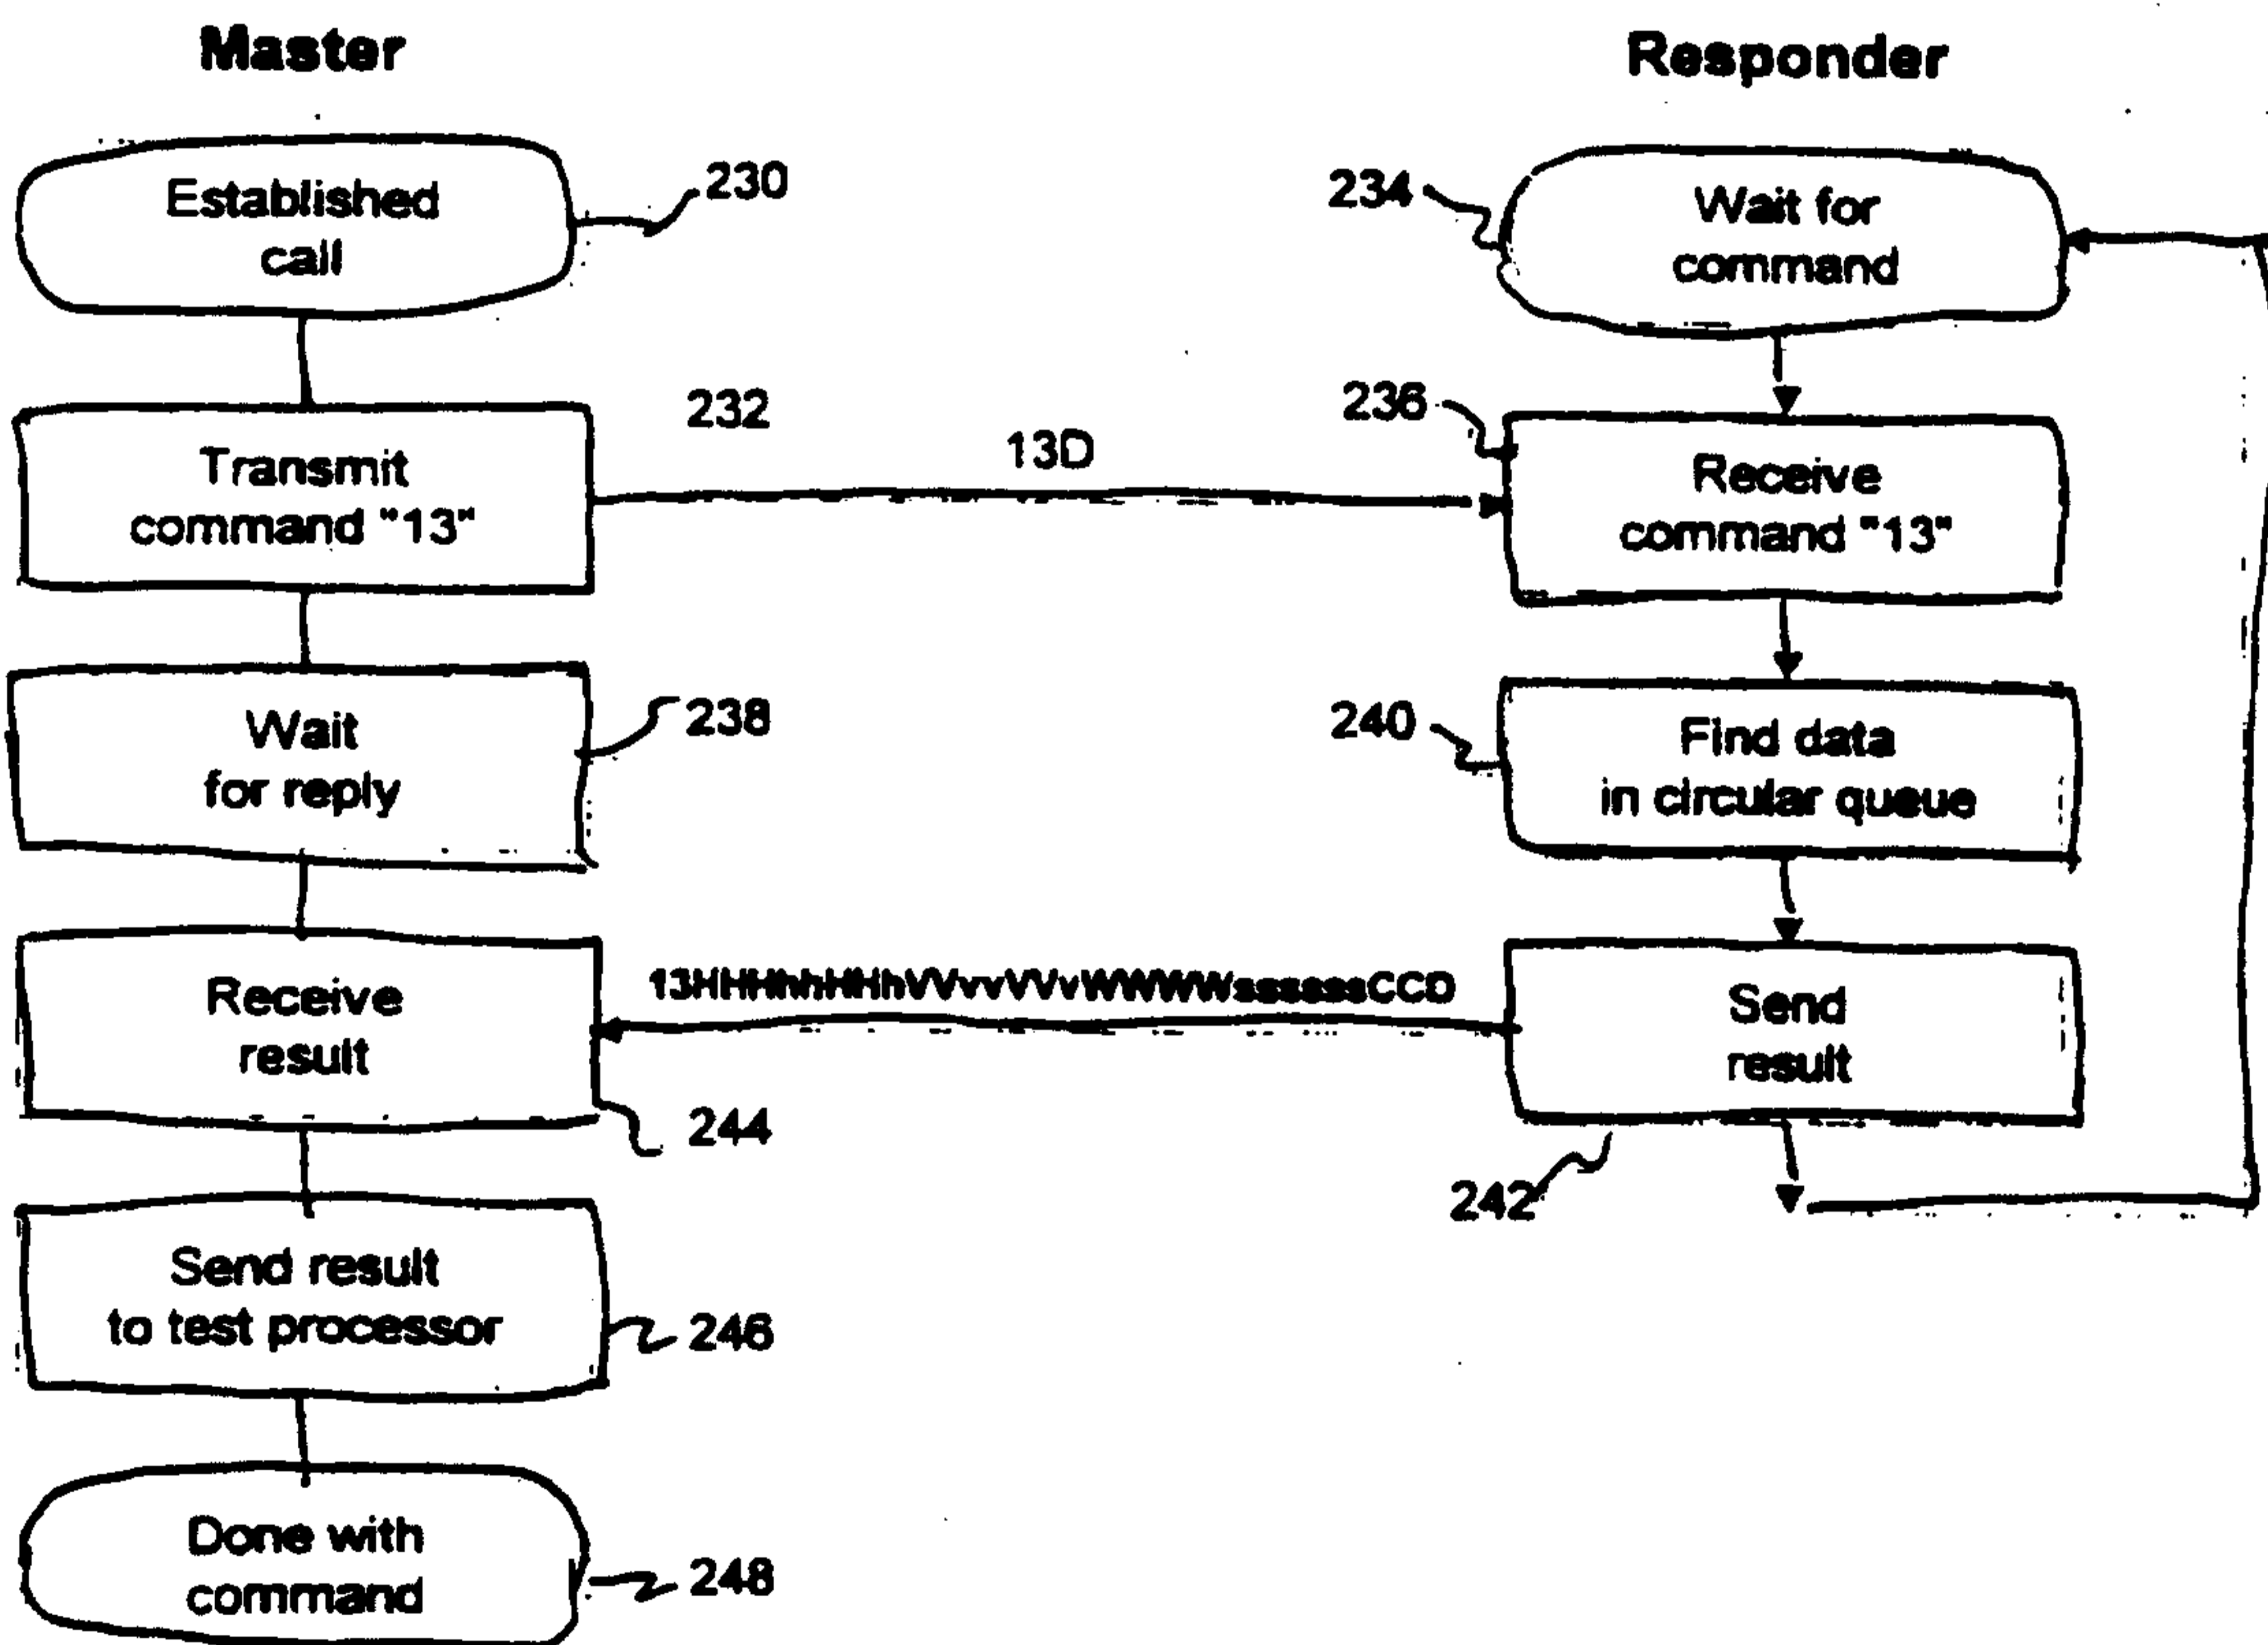 Master
Established
call
230
Transmit
command "13"
232
13D
Wait
for reply
238
Receive
result
244
Send result
to test processor
246
Done with
command
248
Responder
234
Wait for
command
236
Receive
command "13"
240
Find data
in circular queue
Send
result
242